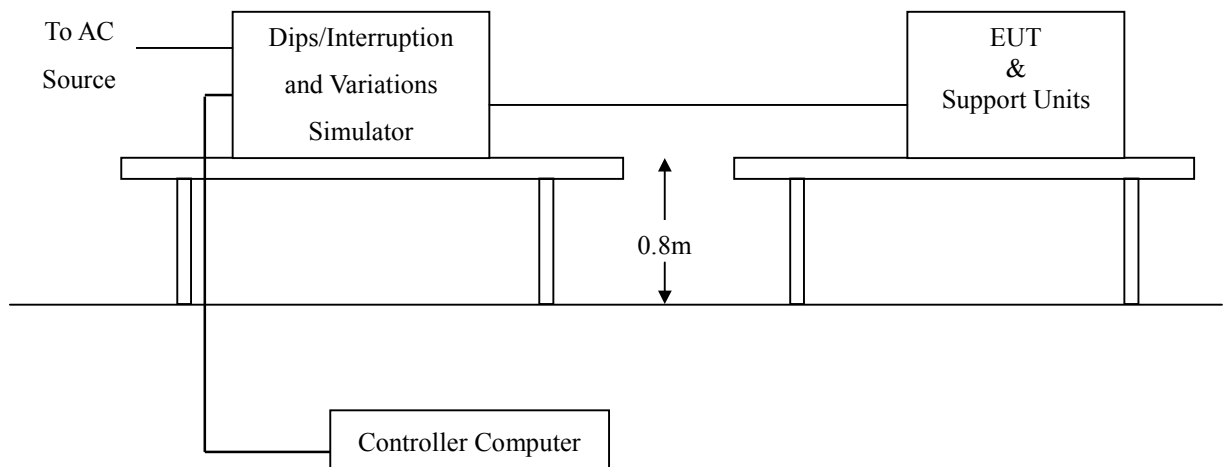 To AC
Source
Dips/Interruption
and Variations
Simulator
EUT
&
Support Units
0.8m
Controller Computer